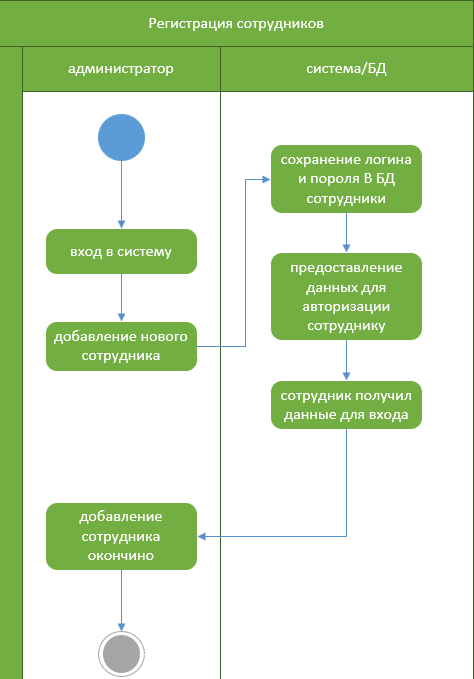 Регистрация сотрудников
администратор
система/БД
сохранение логина
и пороля В БД
сотрудники
вход в систему
предоставление
данных для
авторизации
сотруднику
добавление нового
сотрудника
сотрудник получил
данные для входа
добавление
сотрудника
окончино